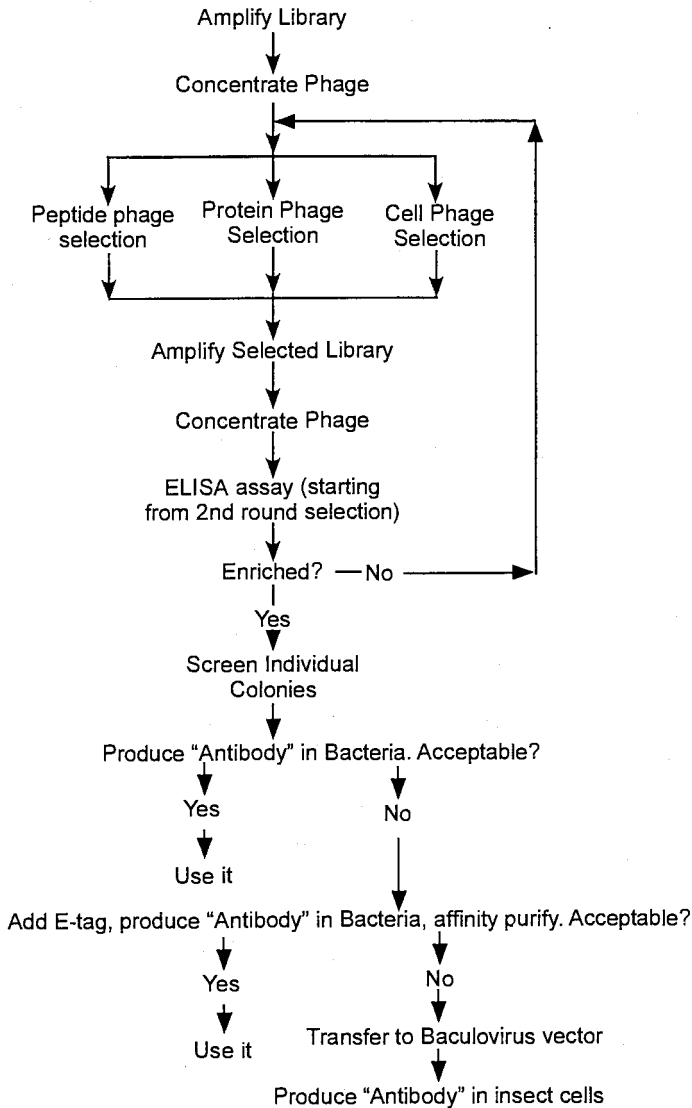 Amplify Library
Concentrate Phage
Peptide phage
selection
Protein Phage
Selection
Cell Phage
Selection
Amplify Selected Library
Concentrate Phage
ELISA assay (starting
from 2nd round selection)
Enriched?
No
Yes
Screen Individual
Colonies
Produce “Antibody” in Bacteria. Acceptable?
Yes
No
Use it
Add E-tag, produce “Antibody” in Bacteria, affinity purify. Acceptable?
Yes
No
Use it
Transfer to Baculovirus vector
Produce “Antibody” in insect cells